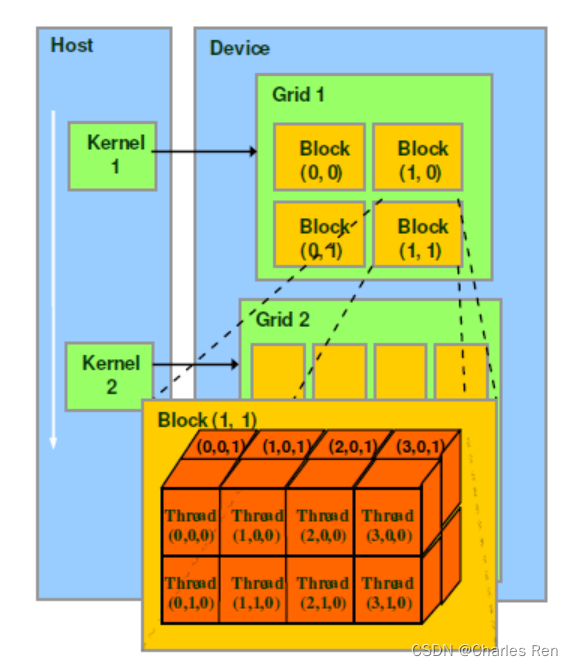 Host
Device
Grid 1
Kernel
1
Block
(0, 0)
Block
(1, 0)
Block
(0, 1)
Block
(1, 1)
Grid 2
Kernel
2
Block (1, 1)
(0,0,1) (1,0,1) (2,0,1) (3,0,1)
Thread
(0,0,0)
Thread
(1,0,0)
Thread
(2,0,0)
Thread
(3,0,0)
Thread
(0,1,0)
Thread
(1,1,0)
Thread
(2,1,0)
Thread
(3,1,0)
CSDN @Charles Ren